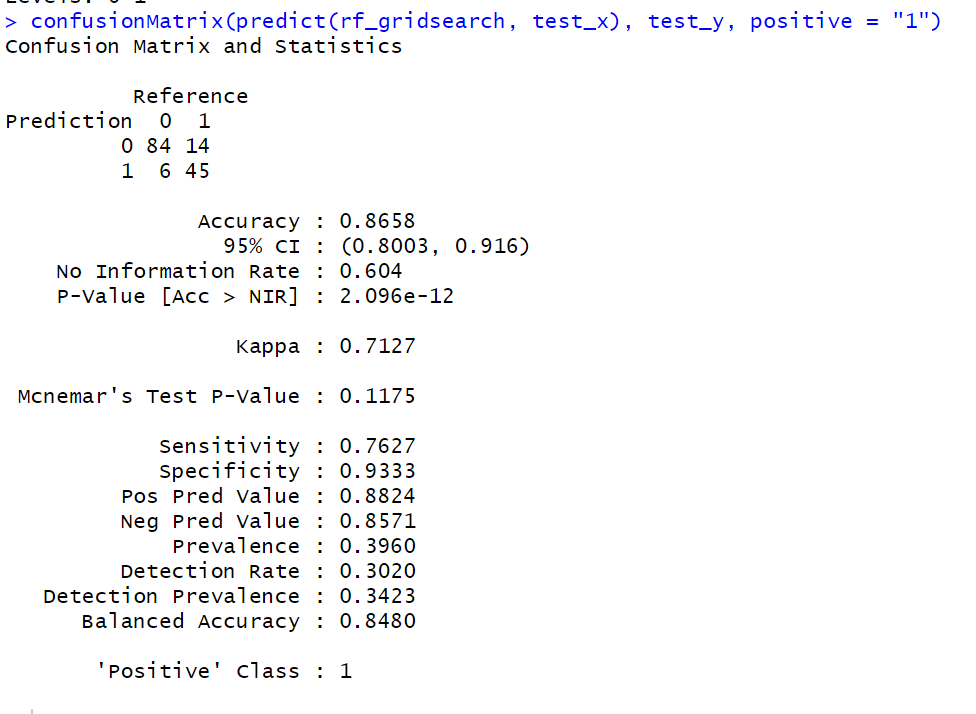 > confusionMatrix(predict(rf_gridsearch, test_x), test_y, positive = "1")
Confusion Matrix and Statistics
Reference
Prediction 0 1
0 84 14
1 6 45
Accuracy : 0.8658
95% CI : (0.8003, 0.916)
No Information Rate : 0.604
P-Value [Acc > NIR] : 2.096e-12
Kappa : 0.7127
Mcnemar's Test P-Value : 0.1175
Sensitivity : 0.7627
Specificity : 0.9333
Pos Pred Value : 0.8824
Neg Pred Value : 0.8571
Prevalence : 0.3960
Detection Rate : 0.3020
Detection Prevalence : 0.3423
Balanced Accuracy : 0.8480
'Positive' Class : 1